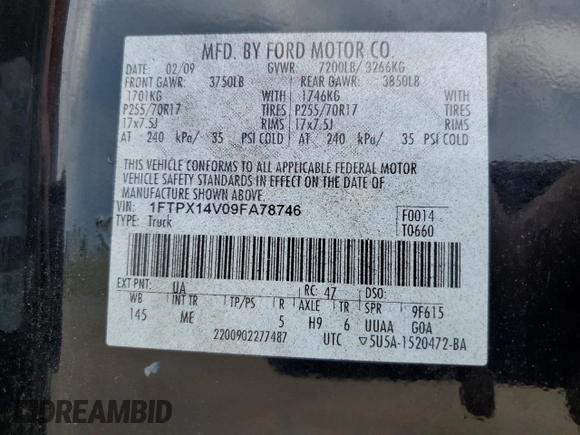 MFD. BY FORD MOTOR CO.
DATE: 02/09 GVWR: 7200LB/ 3266KG
FRONT GAWR: 3750LB REAR GAWR: 3850LB
1701KG WITH 1746KG WITH
P255/70R17 TIRES P255/70R17 TIRES
17x7.5J RIMS 17x7.5J RIMS
AT 240 kPa/ 35 PSI COLD AT 240 kPa/ 35 PSI COLD
THIS VEHICLE CONFORMS TO ALL APPLICABLE FEDERAL MOTOR
VEHICLE SAFETY STANDARDS IN EFFECT ON THE DATE OF
MANUFACTURE SHOWN ABOVE.
VIN: 1FTPX14V09FA78746 F0014
TYPE: Truck T0660
EXT PNT: UA RC: 47 DSO:
WB INT TR TP/PS R AXLE TR SPR 9F615
145 ME 5 H9 6 UUAA GOA
2200902277487 UTC ▽5U5A-1520472-BA
DREAMBID